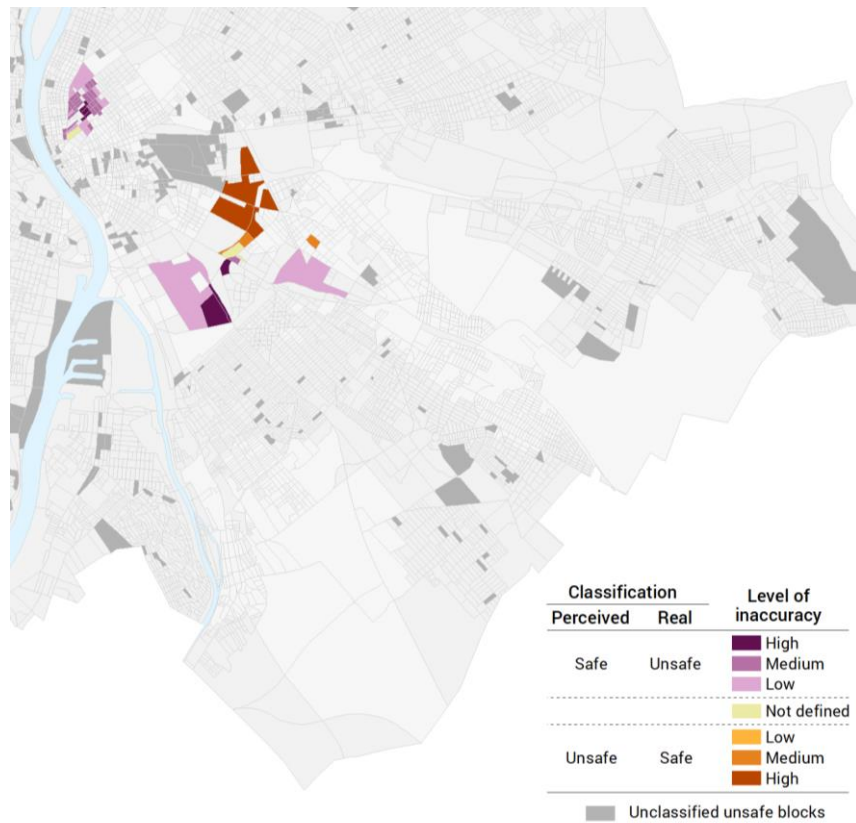 Classification Level of inaccuracy
Perceived Real
High
Safe Unsafe Medium
Low
Not defined
Low
Unsafe Safe Medium
High
Unclassified unsafe blocks